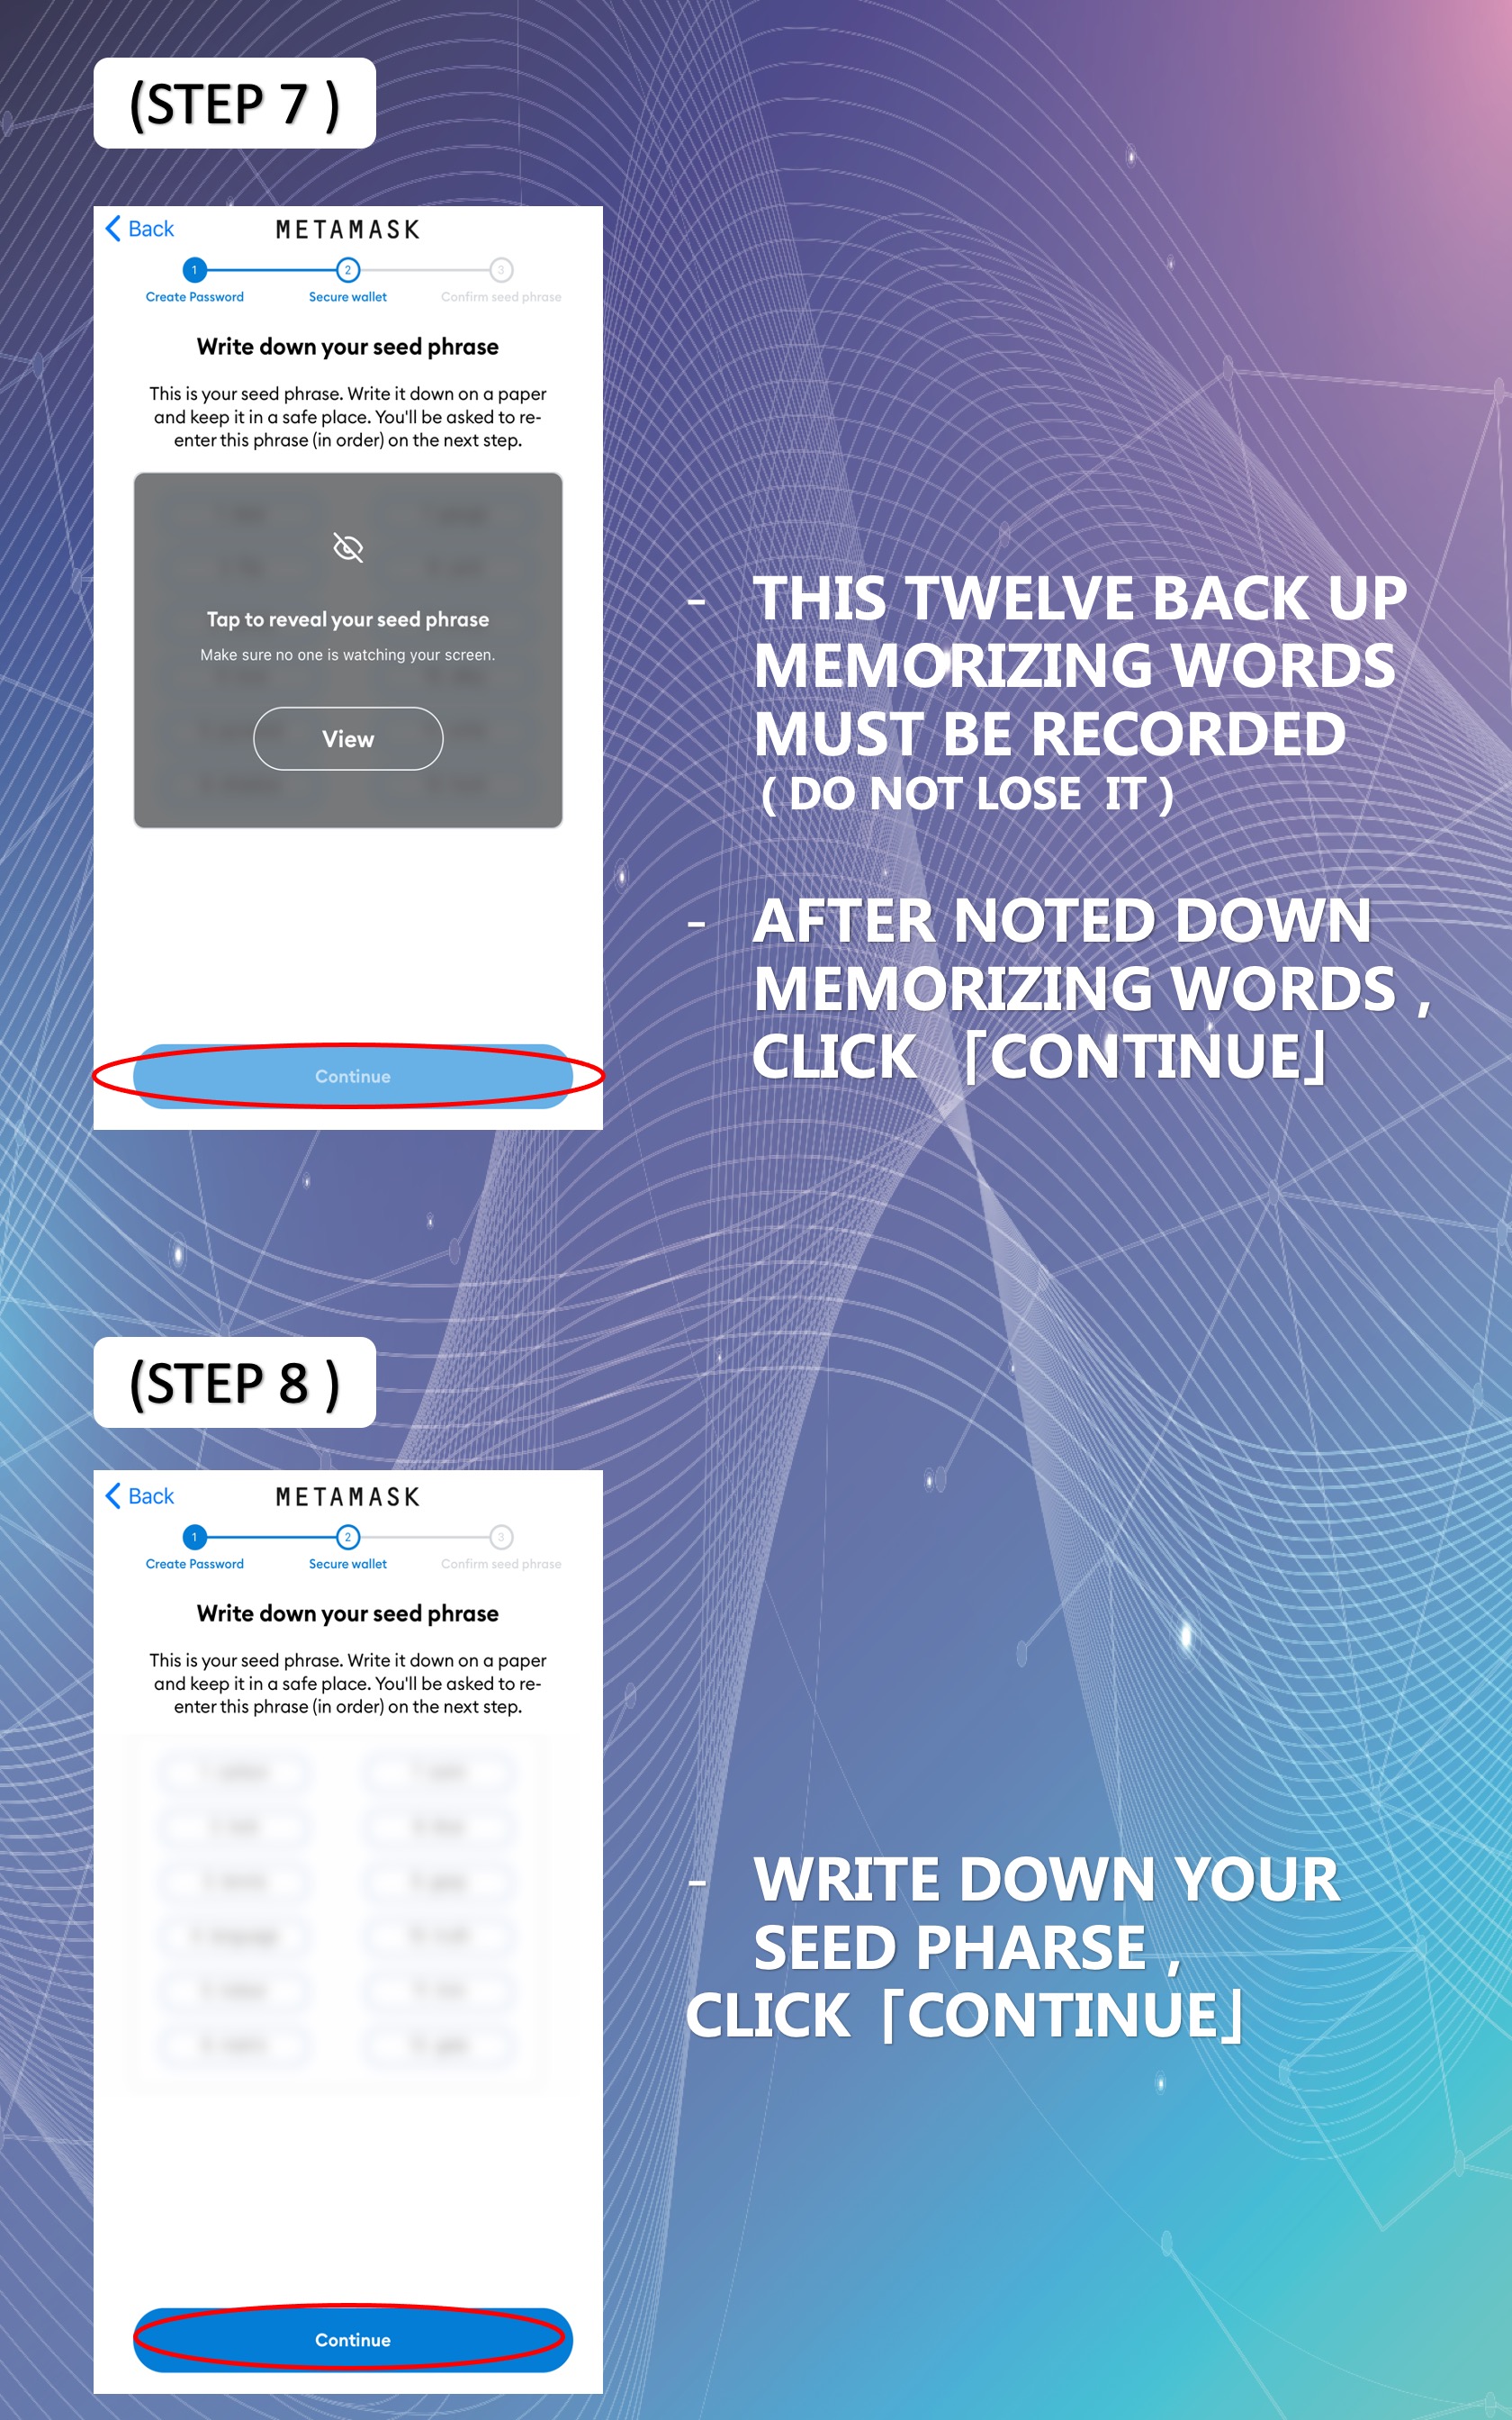 (STEP 7 )
Back
METAMASK
1
2
3
Create Password
Secure wallet
Confirm seed phrase
Write down your seed phrase
This is your seed phrase. Write it down on a paper
and keep it in a safe place. You'll be asked to re-
enter this phrase (in order) on the next step.
Tap to reveal your seed phrase
Make sure no one is watching your screen.
View
Continue
- THIS TWELVE BACK UP
MEMORIZING WORDS
MUST BE RECORDED
( DO NOT LOSE IT )
- AFTER NOTED DOWN
MEMORIZING WORDS ,
CLICK 「CONTINUE」
(STEP 8 )
Back
METAMASK
1
2
3
Create Password
Secure wallet
Confirm seed phrase
Write down your seed phrase
This is your seed phrase. Write it down on a paper
and keep it in a safe place. You'll be asked to re-
enter this phrase (in order) on the next step.
Continue
- WRITE DOWN YOUR
SEED PHARSE ,
CLICK「CONTINUE」